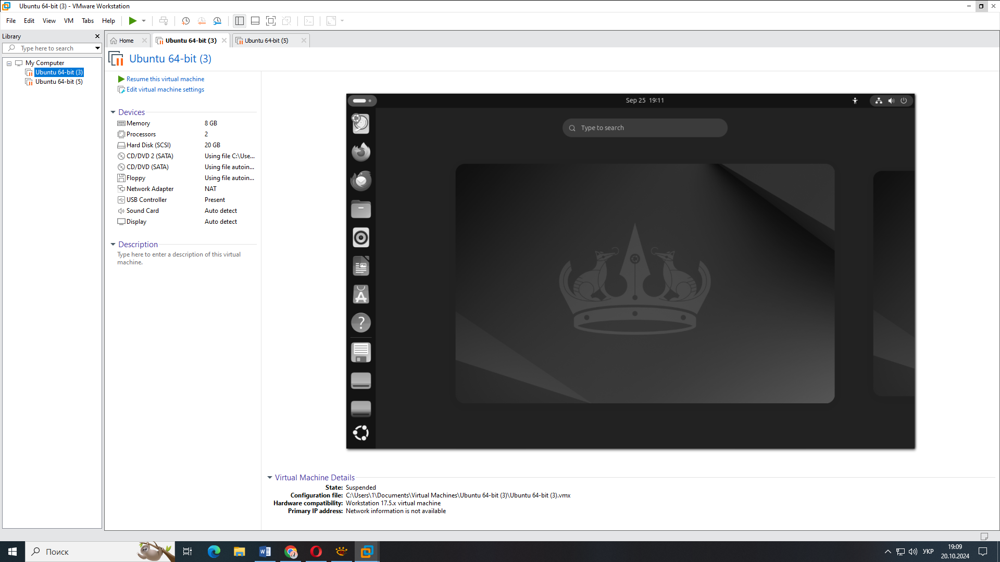 Ubuntu 64-bit (3) - VMware Workstation
File Edit View VM Tabs Help
Library
Type here to search
My Computer
Ubuntu 64-bit (3)
Ubuntu 64-bit (5)
Home
Ubuntu 64-bit (3)
Ubuntu 64-bit (5)
Ubuntu 64-bit (3)
Resume this virtual machine
Edit virtual machine settings
Devices
Memory 8 GB
Processors 2
Hard Disk (SCSI) 20 GB
CD/DVD 2 (SATA) Using file C:\Use...
CD/DVD (SATA) Using file autoin...
Floppy Using file autoin...
Network Adapter NAT
USB Controller Present
Sound Card Auto detect
Display Auto detect
Description
Type here to enter a description of this virtual
machine.
Sep 25 19:11
Type to search
Virtual Machine Details
State: Suspended
Configuration file: C:\Users\1\Documents\Virtual Machines\Ubuntu 64-bit (3)\Ubuntu 64-bit (3).vmx
Hardware compatibility: Workstation 17.5.x virtual machine
Primary IP address: Network information is not available
Поиск
УКР
19:09
20.10.2024